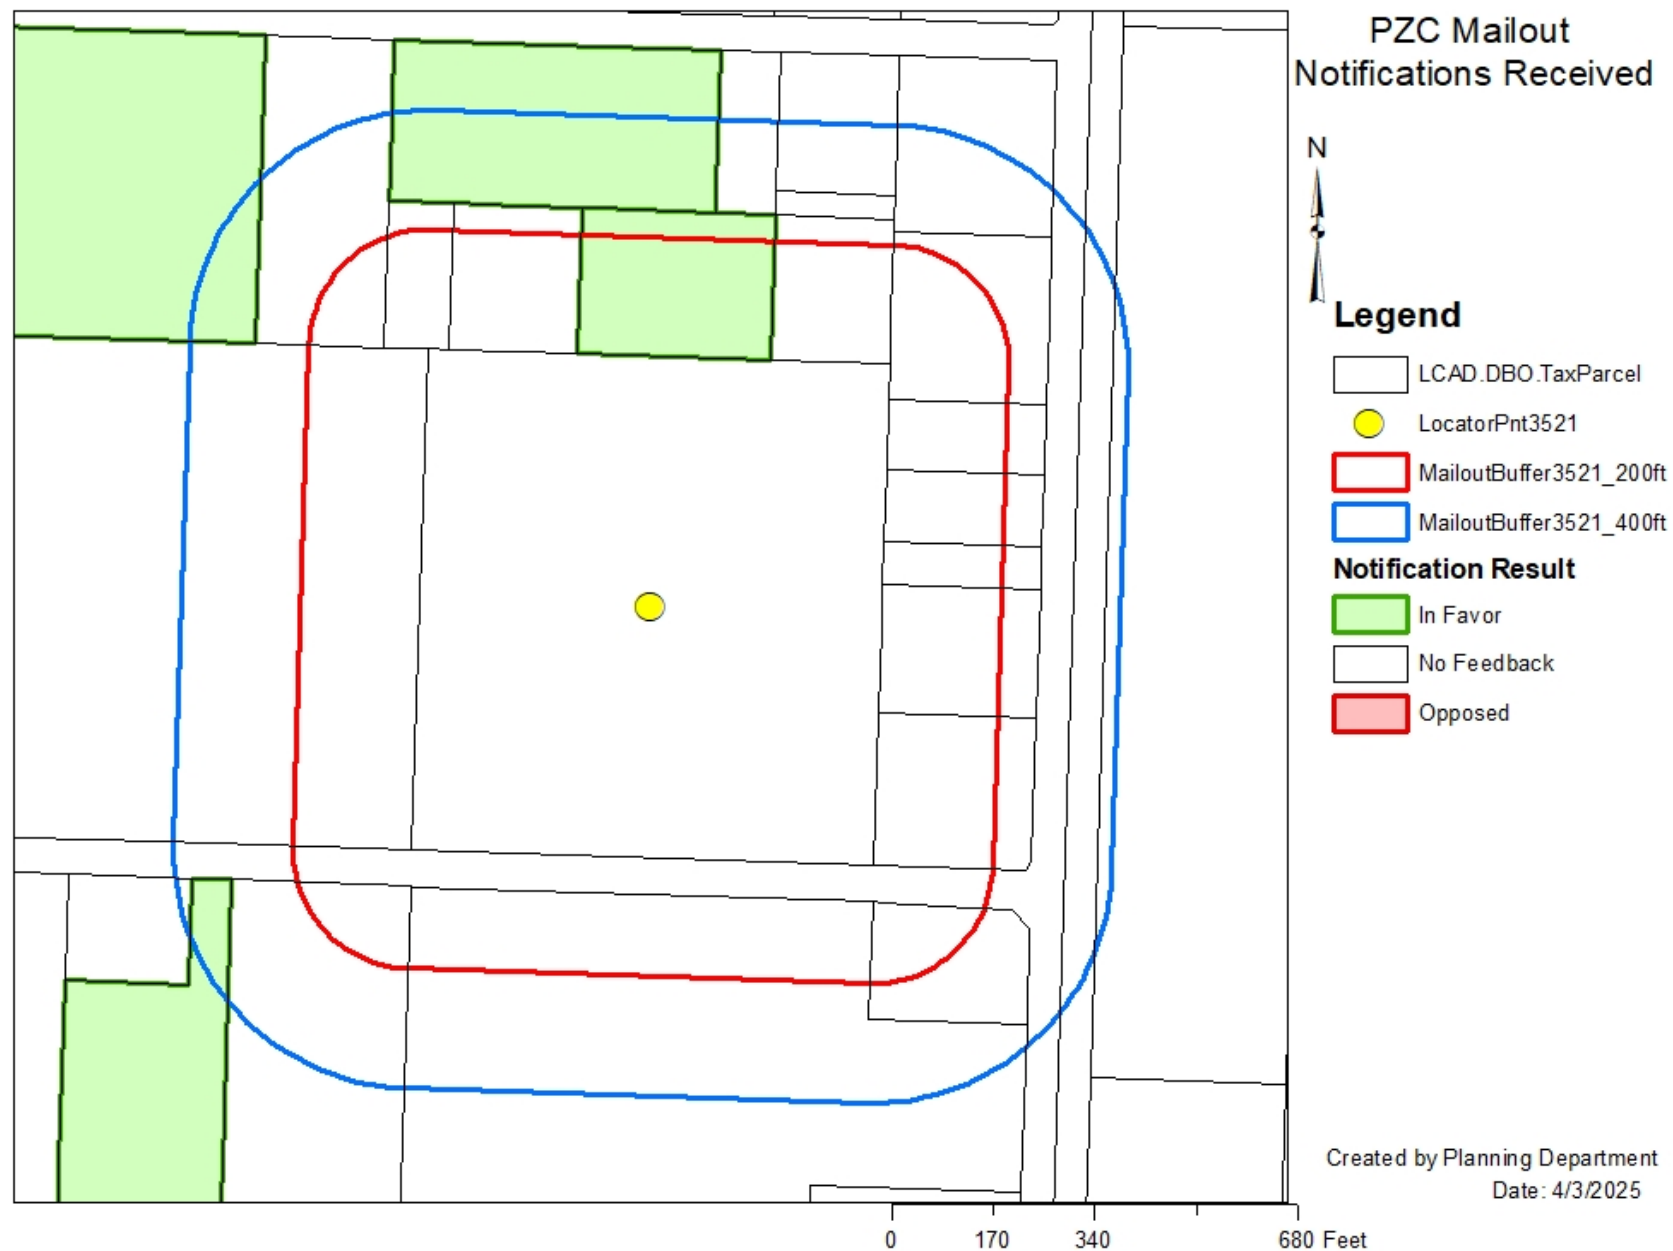 PZC Mailout
Notifications Received
N
Legend
LCAD.DBO.TaxParcel
LocatorPnt3521
MailoutBuffer3521_200ft
MailoutBuffer3521_400ft
Notification Result
In Favor
No Feedback
Opposed
Created by Planning Department
Date: 4/3/2025
0 170 340 680 Feet